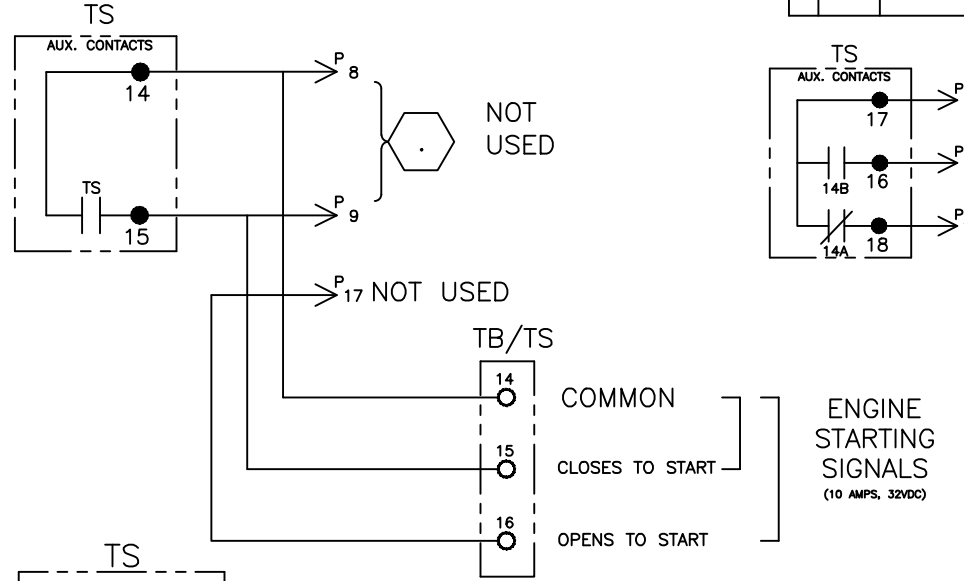 TS
AUX. CONTACTS
14
P
8
TS
15
P
9
NOT
USED
P
17 NOT USED
TS
AUX. CONTACTS
17
P
14B
16
P
14A
18
P
TB/TS
14
COMMON
15
CLOSES TO START
16
OPENS TO START
ENGINE
STARTING
SIGNALS
(10 AMPS, 32VDC)
TS